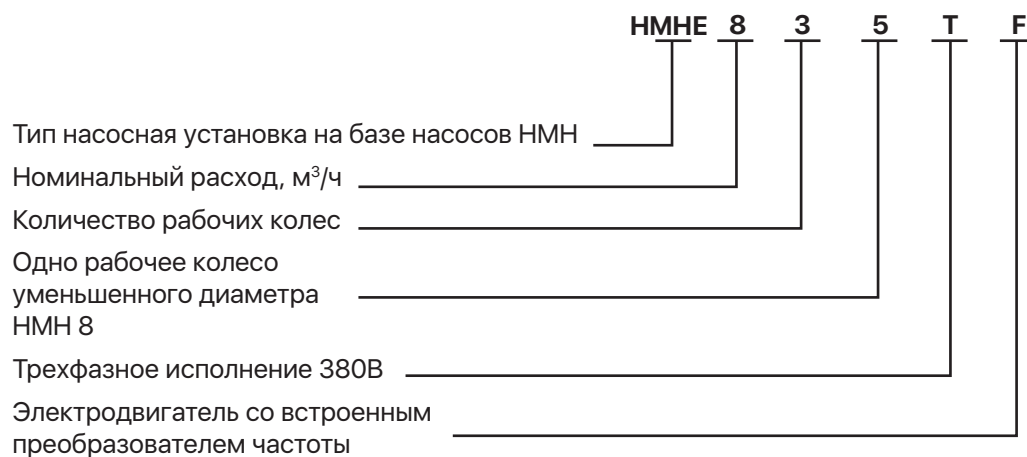 НМНЕ 8 3 5 T F
Тип насосная установка на базе насосов НМН
Номинальный расход, м³/ч
Количество рабочих колес
Одно рабочее колесо
уменьшенного диаметра
НМН 8
Трехфазное исполнение 380В
Электродвигатель со встроенным
преобразователем частоты